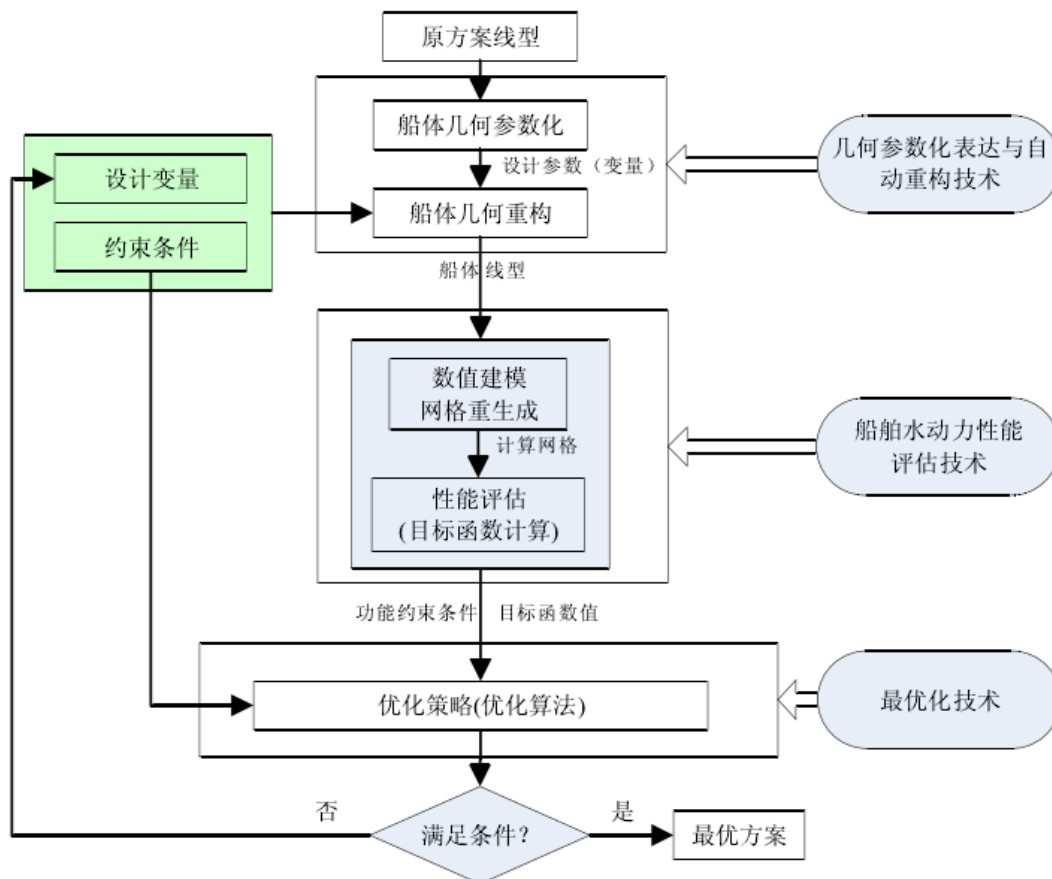 原方案线型
船体几何参数化
设计参数（变量）
船体几何重构
几何参数化表达与自
动重构技术
设计变量
约束条件
船体线型
数值建模
网格重生成
计算网格
性能评估
(目标函数计算)
船舶水动力性能
评估技术
功能约束条件 目标函数值
优化策略(优化算法)
最优化技术
否
满足条件？
是
最优方案